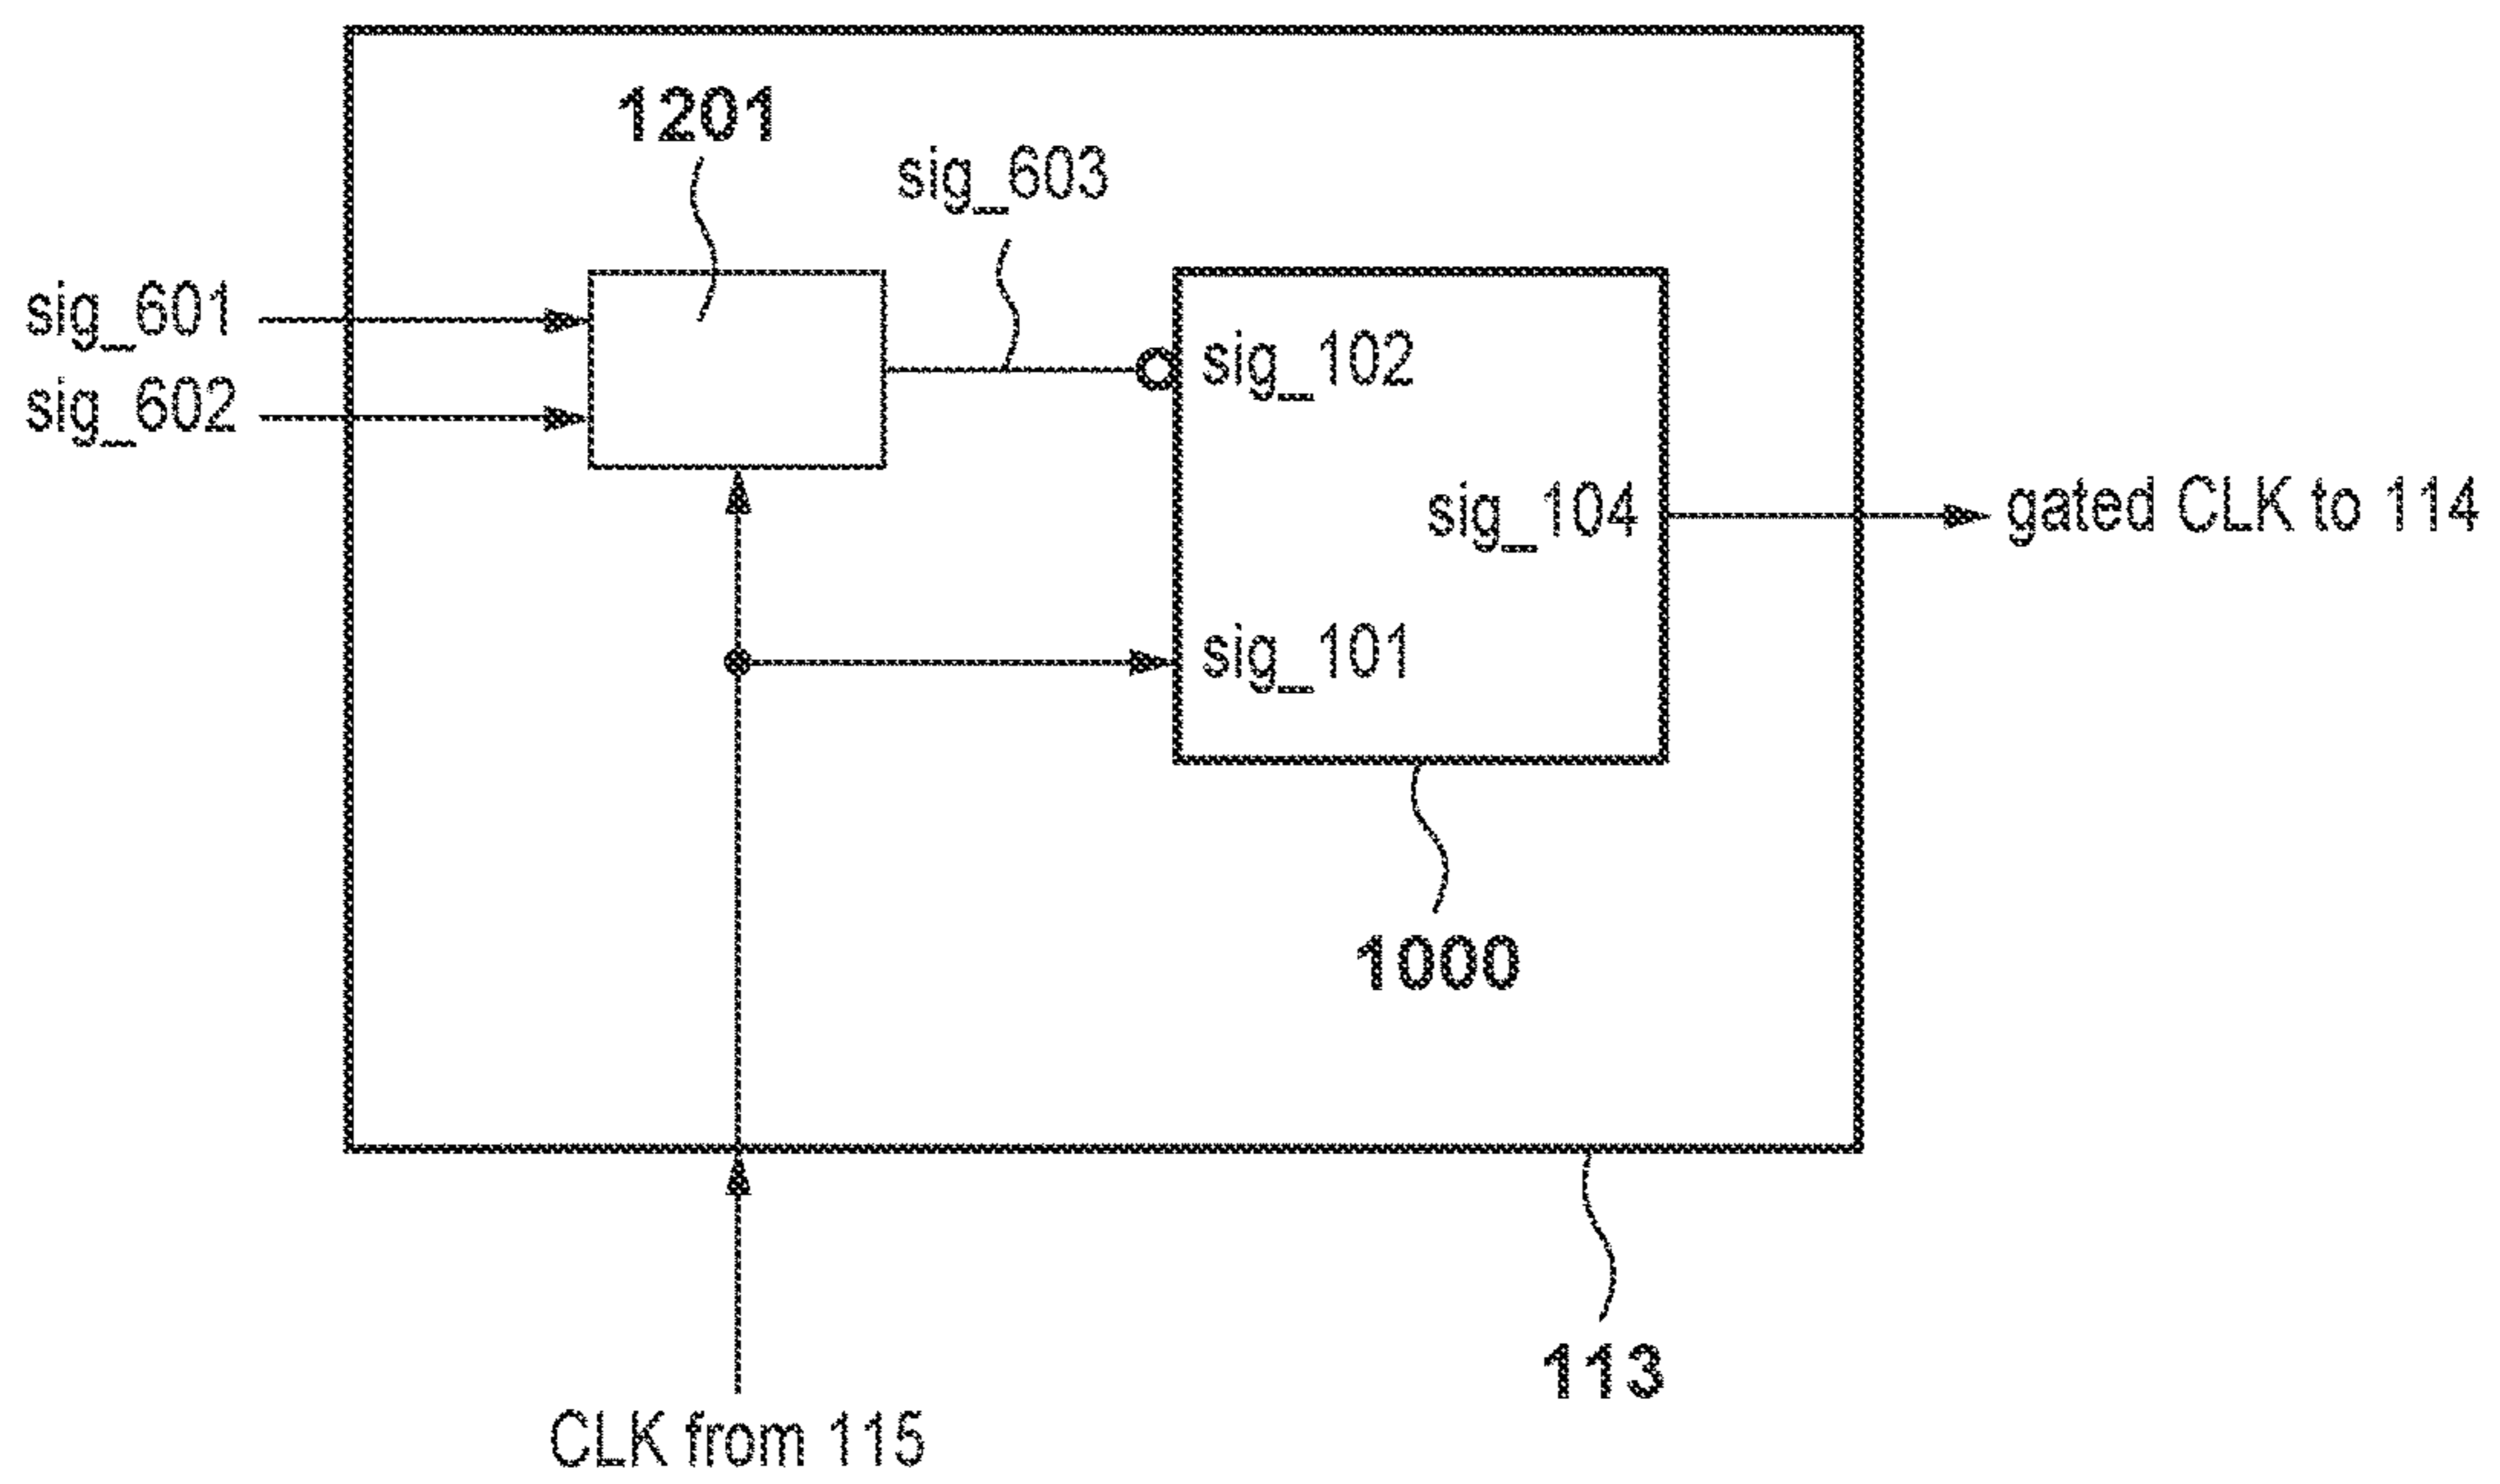 1201
sig_603
sig_601
sig_102
sig_602
sig_104
gated CLK to 114
sig_101
1000
113
CLK from 115